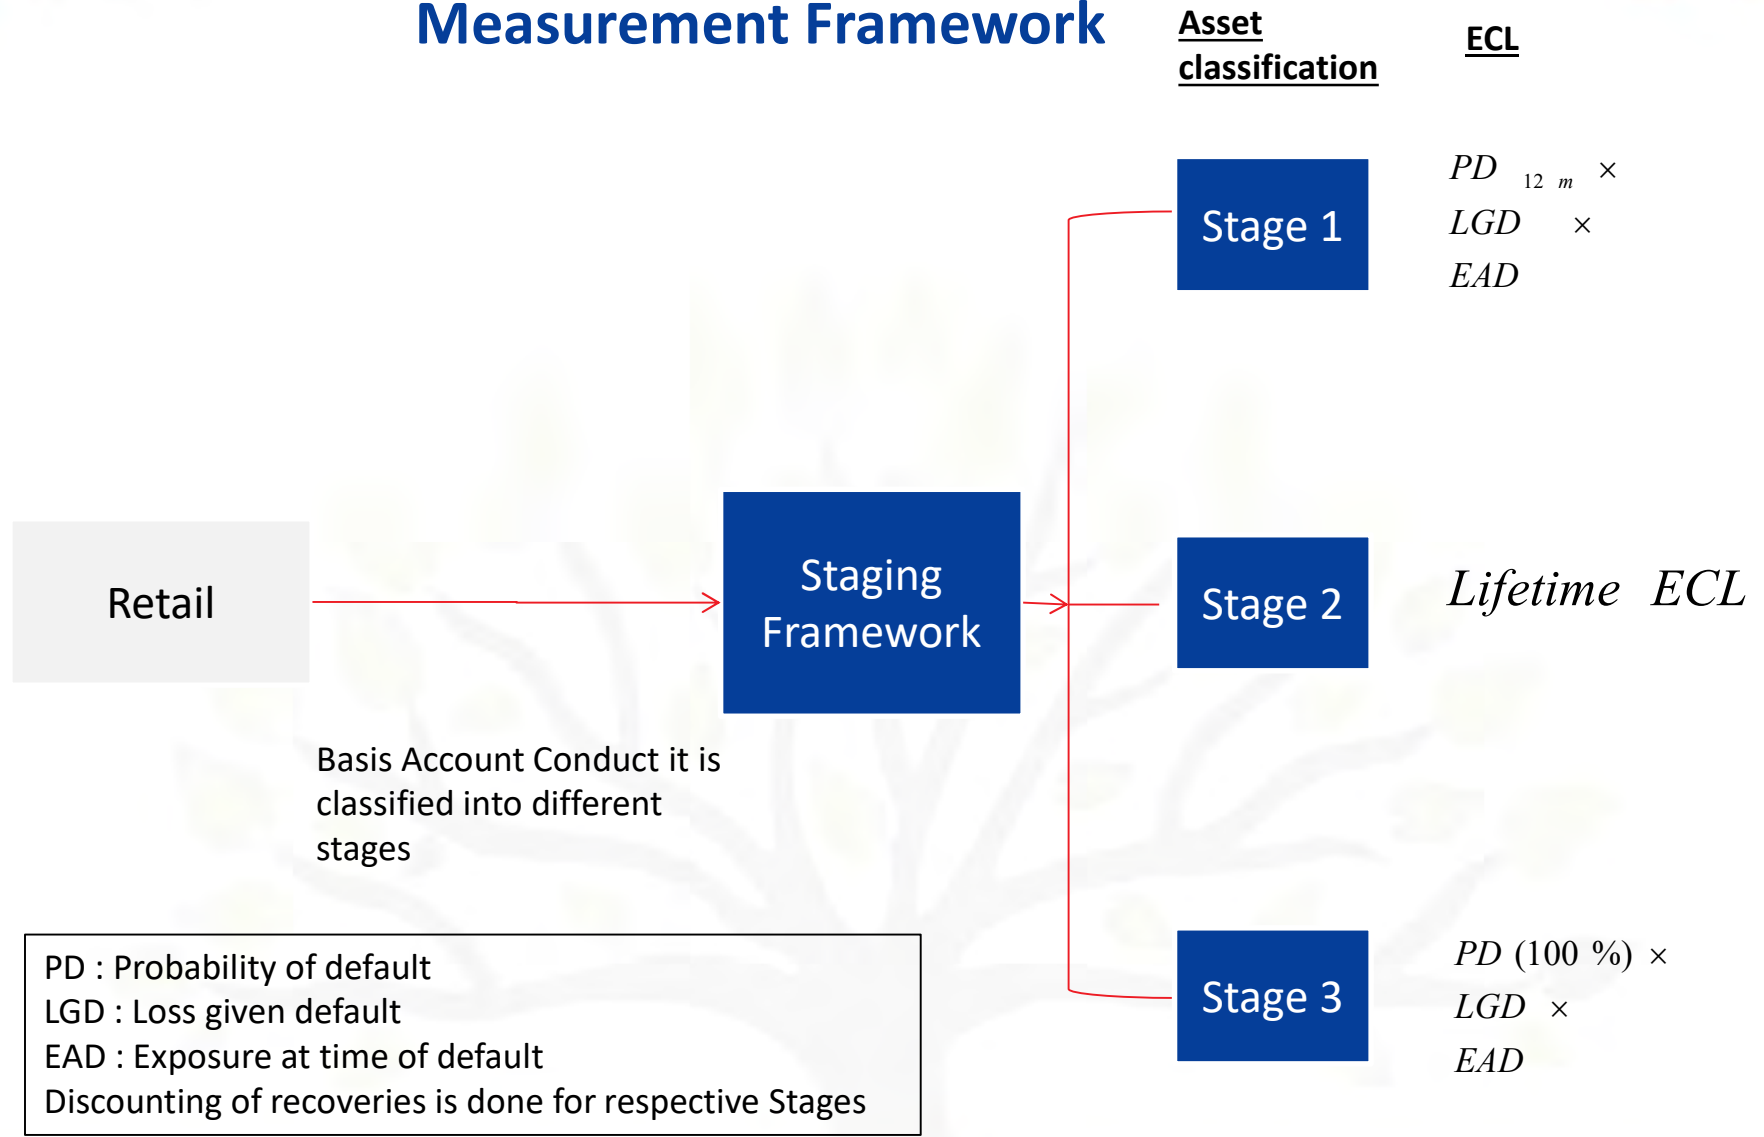 Measurement Framework
Asset
classification
ECL
Stage 1
PD 12 m ×
LGD ×
EAD
Retail
Staging
Framework
Stage 2
Lifetime ECL
Basis Account Conduct it is
classified into different
stages
Stage 3
PD (100 %) ×
LGD ×
EAD
PD : Probability of default
LGD : Loss given default
EAD : Exposure at time of default
Discounting of recoveries is done for respective Stages